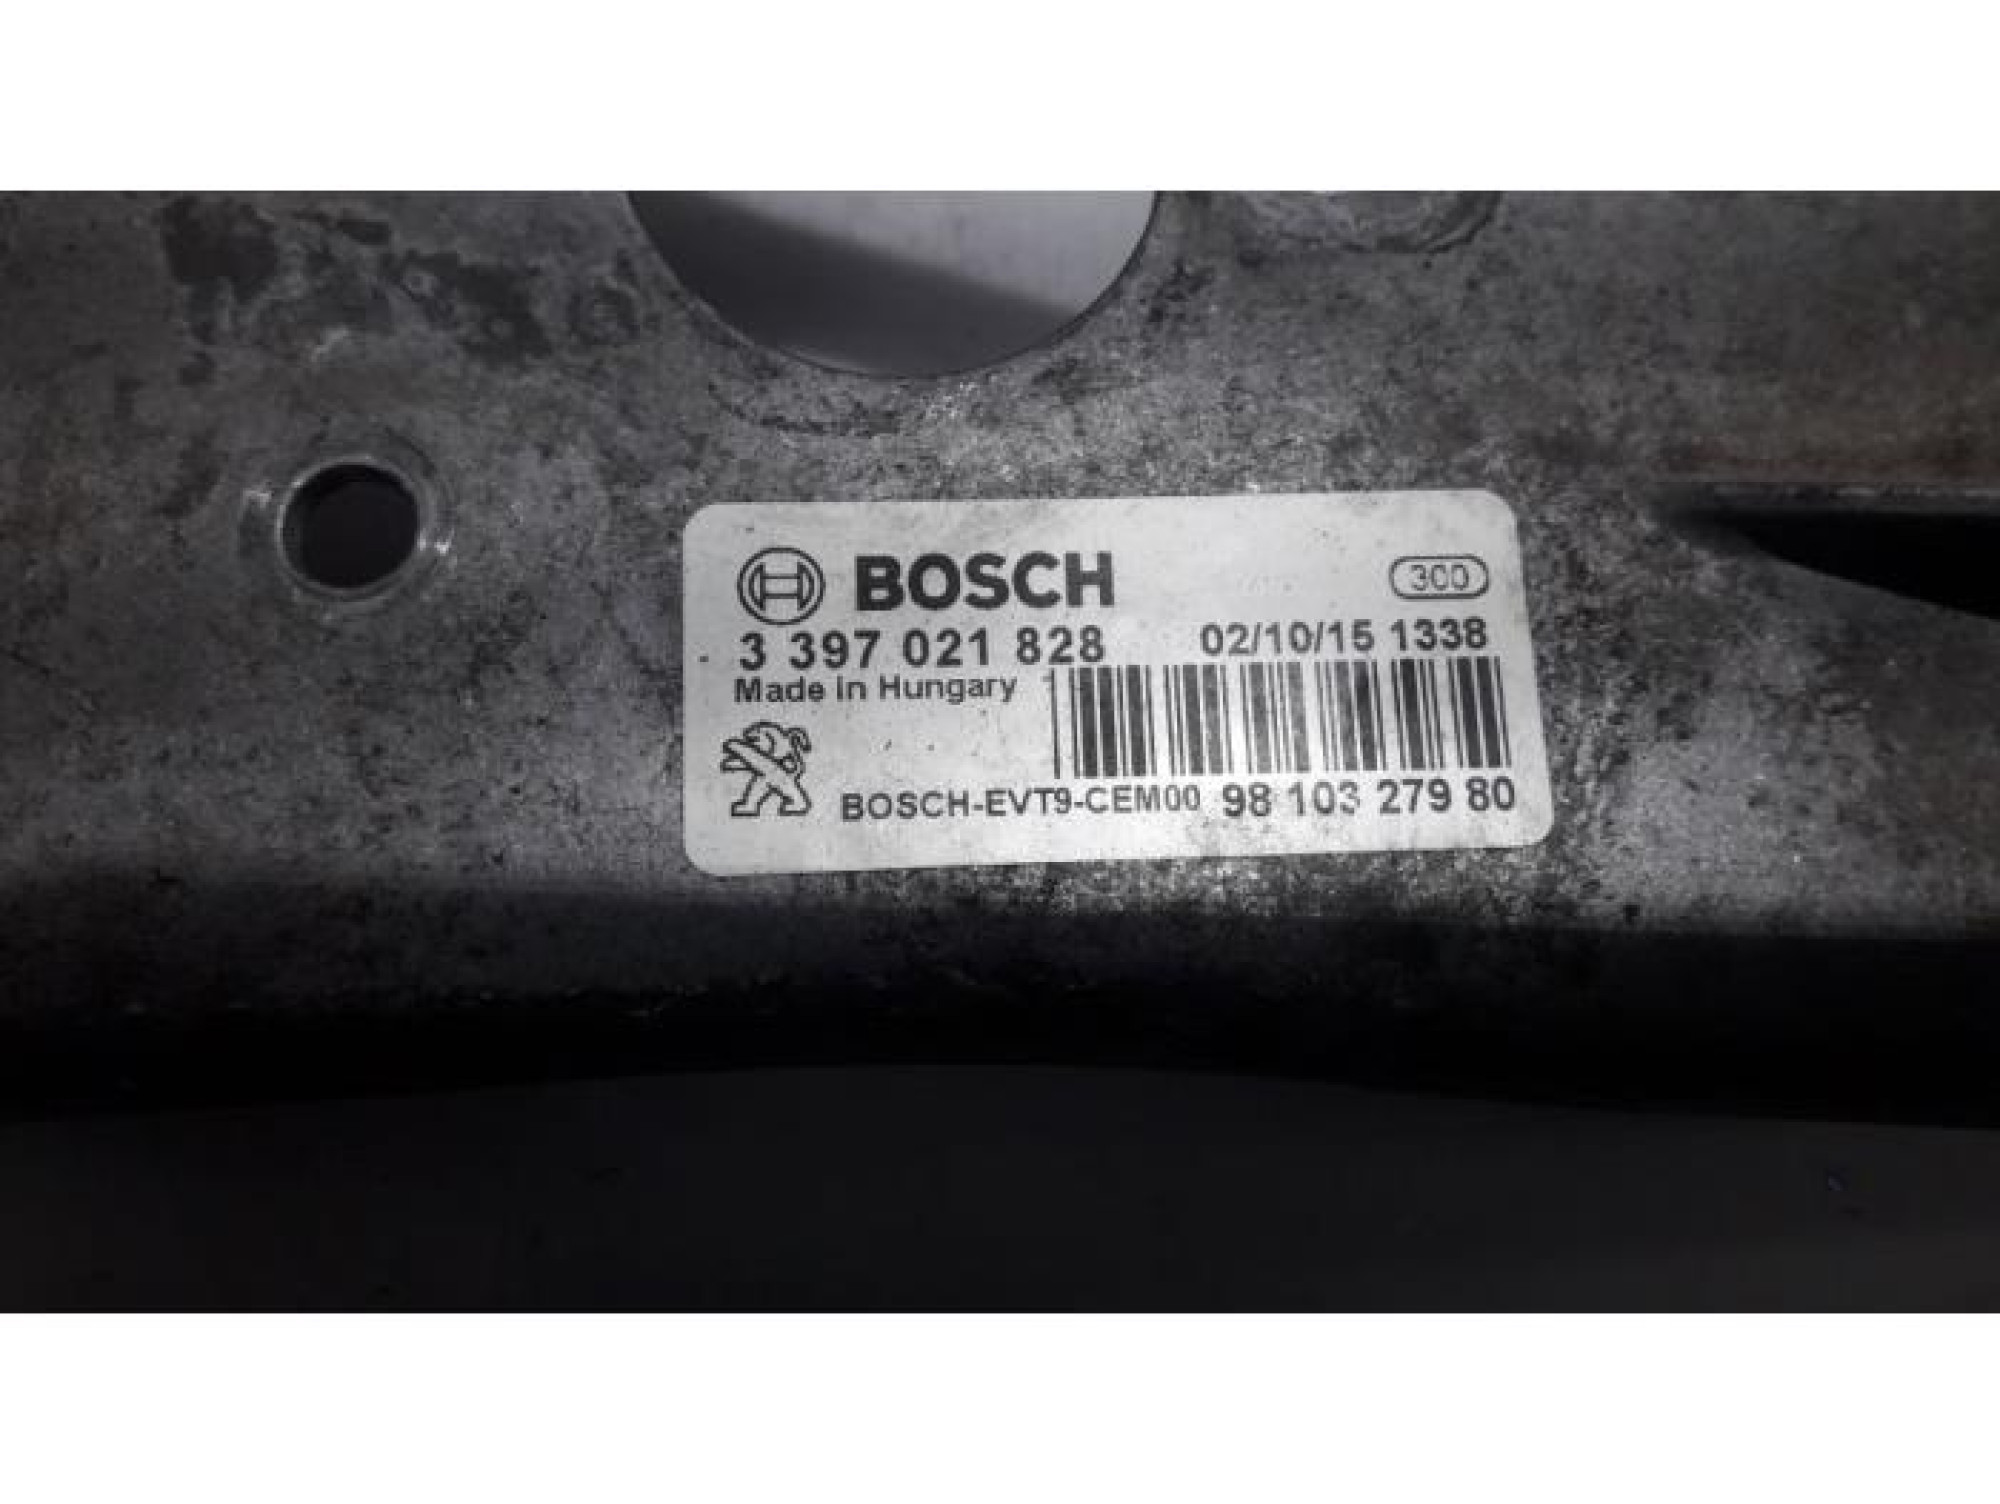 BOSCH 300
3 397 021 828 02/10/15 1338
Made in Hungary
BOSCH-EVT9-CEM00 98 103 279 80